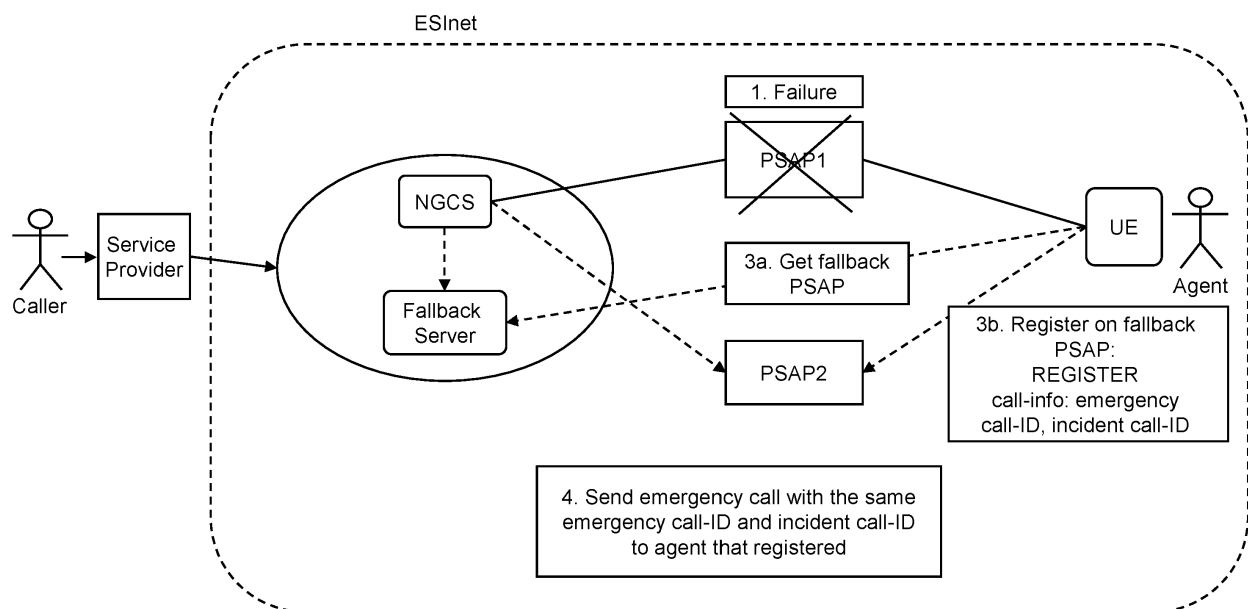 ESInet
1. Failure
PSAP1
NGCS
Service
Provider
UE
Caller
3a. Get fallback
PSAP
Agent
Fallback
Server
3b. Register on fallback
PSAP:
REGISTER
call-info: emergency
call-ID, incident call-ID
PSAP2
4. Send emergency call with the same
emergency call-ID and incident call-ID
to agent that registered